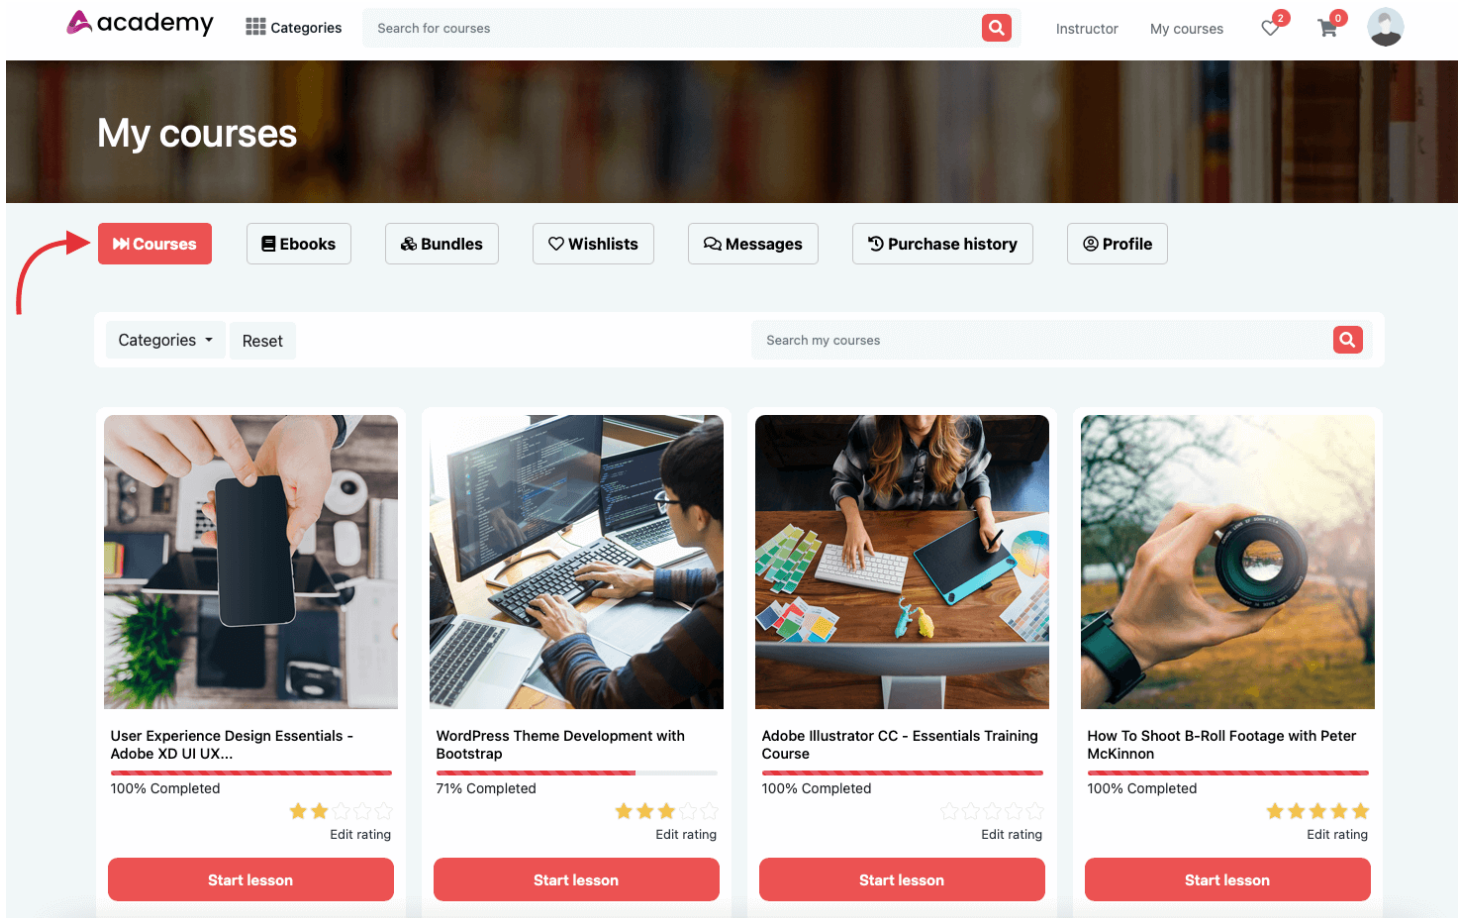 academy
Categories
Search for courses
Instructor
My courses
2
0
My courses
Courses
Ebooks
Bundles
Wishlists
Messages
Purchase history
Profile
Categories
Reset
Search my courses
User Experience Design Essentials -
Adobe XD UI UX...
100% Completed
Edit rating
Start lesson
WordPress Theme Development with
Bootstrap
71% Completed
Edit rating
Start lesson
Adobe Illustrator CC - Essentials Training
Course
100% Completed
Edit rating
Start lesson
How To Shoot B-Roll Footage with Peter
McKinnon
100% Completed
Edit rating
Start lesson